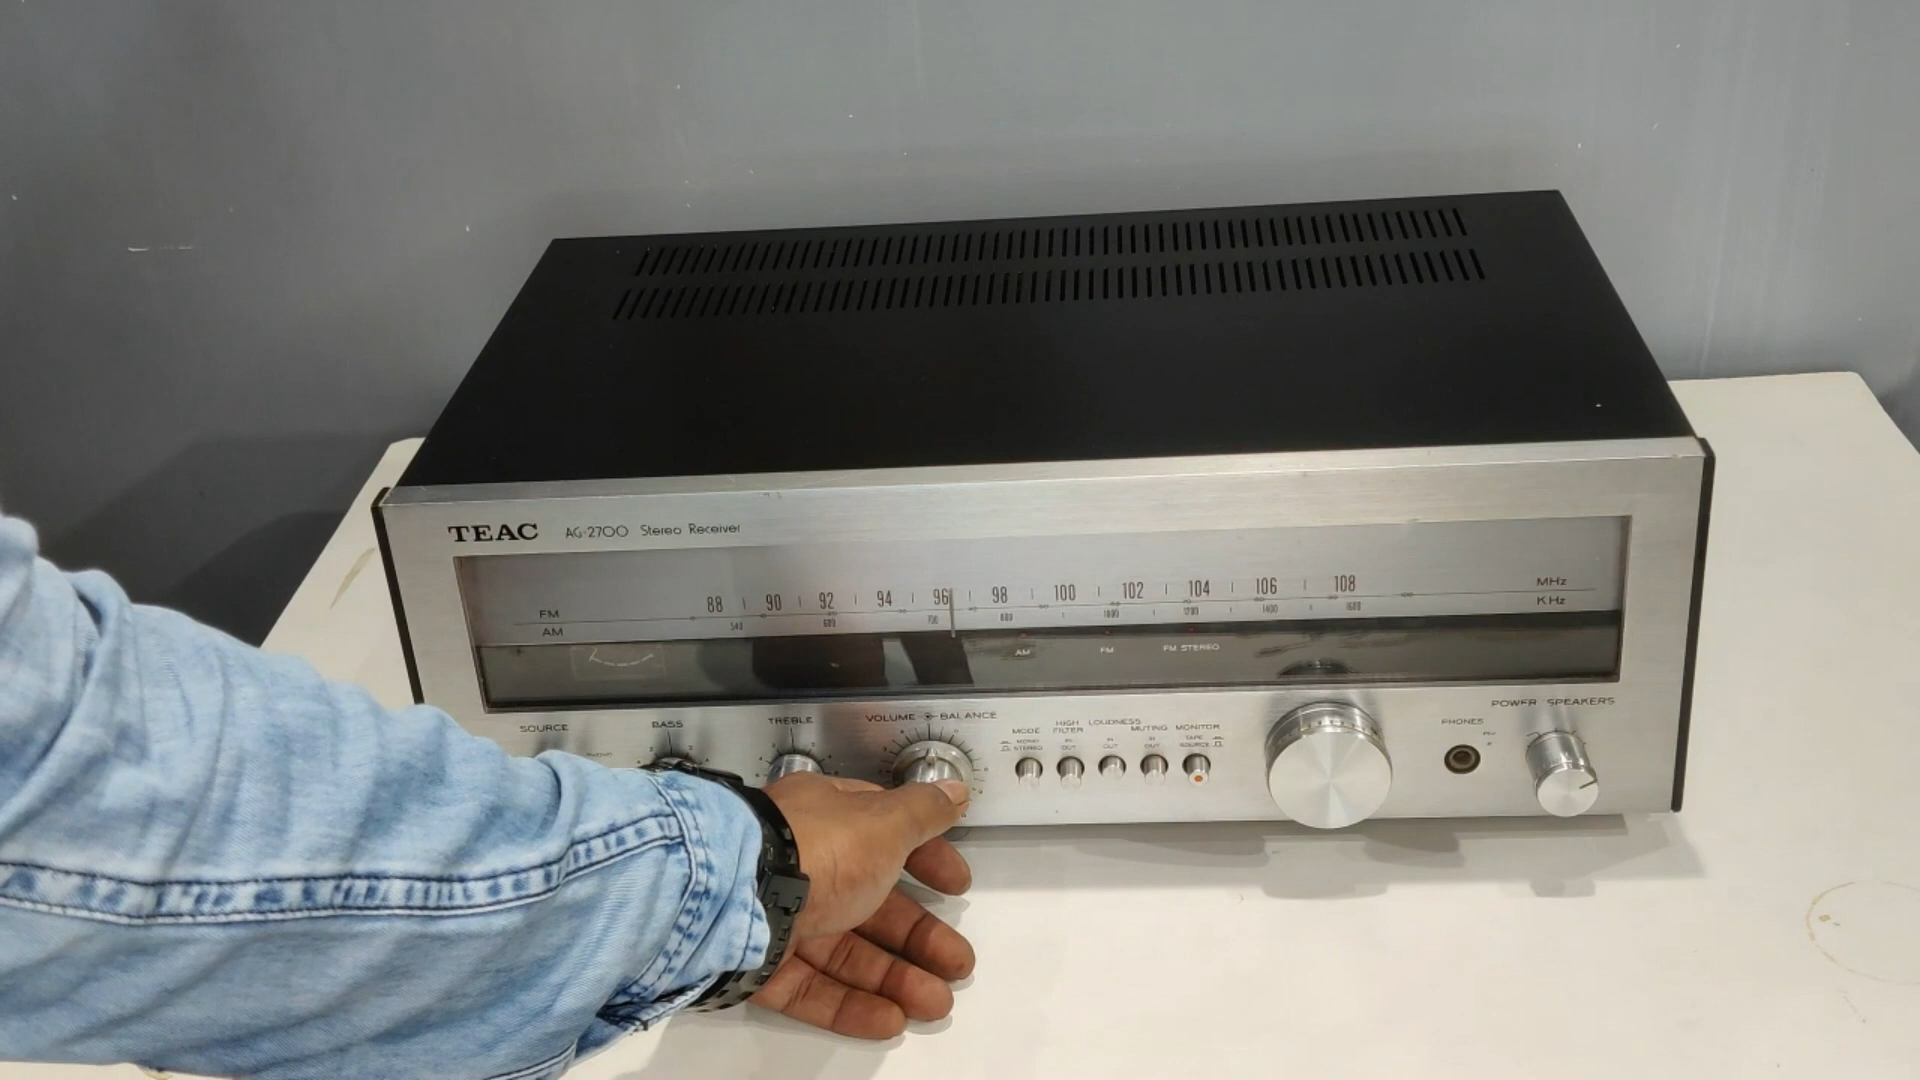 TEAC AG-2700 Stereo Receiver
88 90 92 94 96 98 100 102 104 106 108 MHz
FM KHz
AM 540 600 700 800 1000 1200 1400 1600
AM FM FM STEREO
POWER SPEAKERS
SOURCE BASS TREBLE VOLUME BALANCE
MODE HIGH FILTER LOUDNESS MUTING MONITOR PHONES
MONO STEREO IN OUT IN OUT IN OUT TAPE SOURCE
PHONO